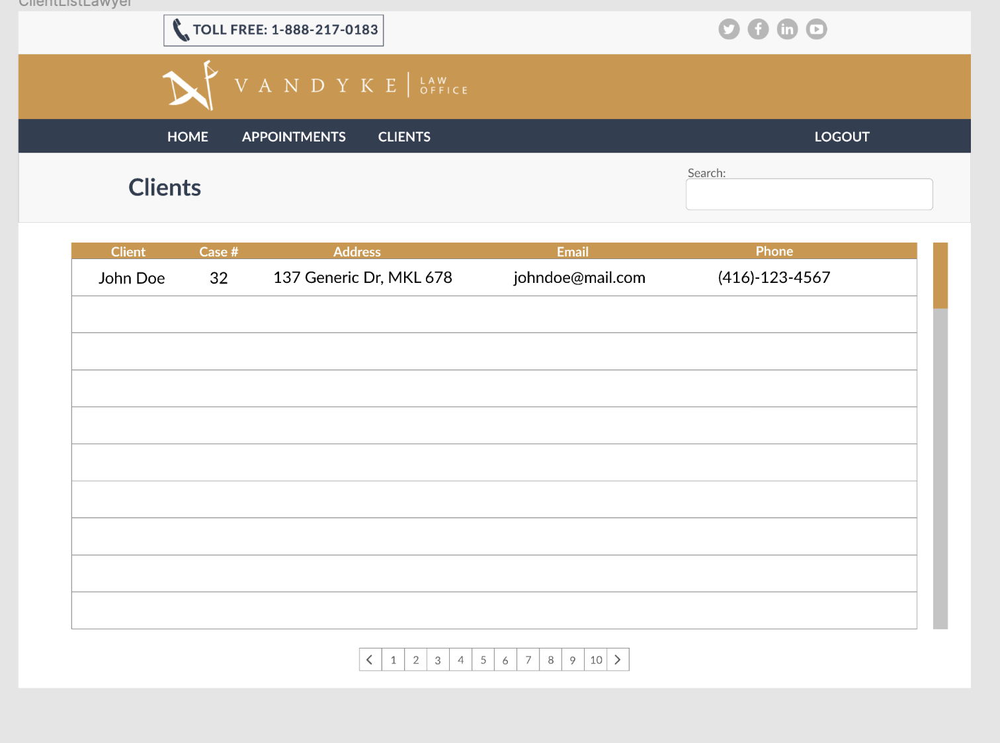 ClientListLawyer
TOLL FREE: 1-888-217-0183
VANDYKE LAW OFFICE
HOME APPOINTMENTS CLIENTS LOGOUT
Clients
Search:
Client Case # Address Email Phone
John Doe 32 137 Generic Dr, MKL 678 johndoe@mail.com (416)-123-4567
< 1 2 3 4 5 6 7 8 9 10 >